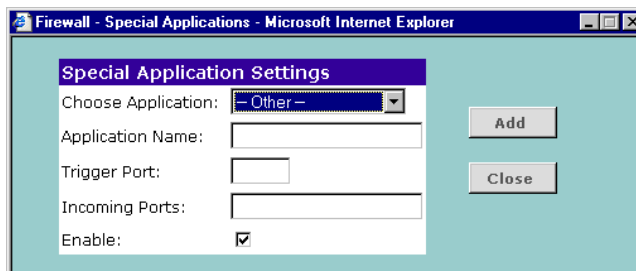 Firewall - Special Applications - Microsoft Internet Explorer
Special Application Settings
Choose Application: -- Other --
Application Name:
Add
Trigger Port:
Close
Incoming Ports:
Enable: